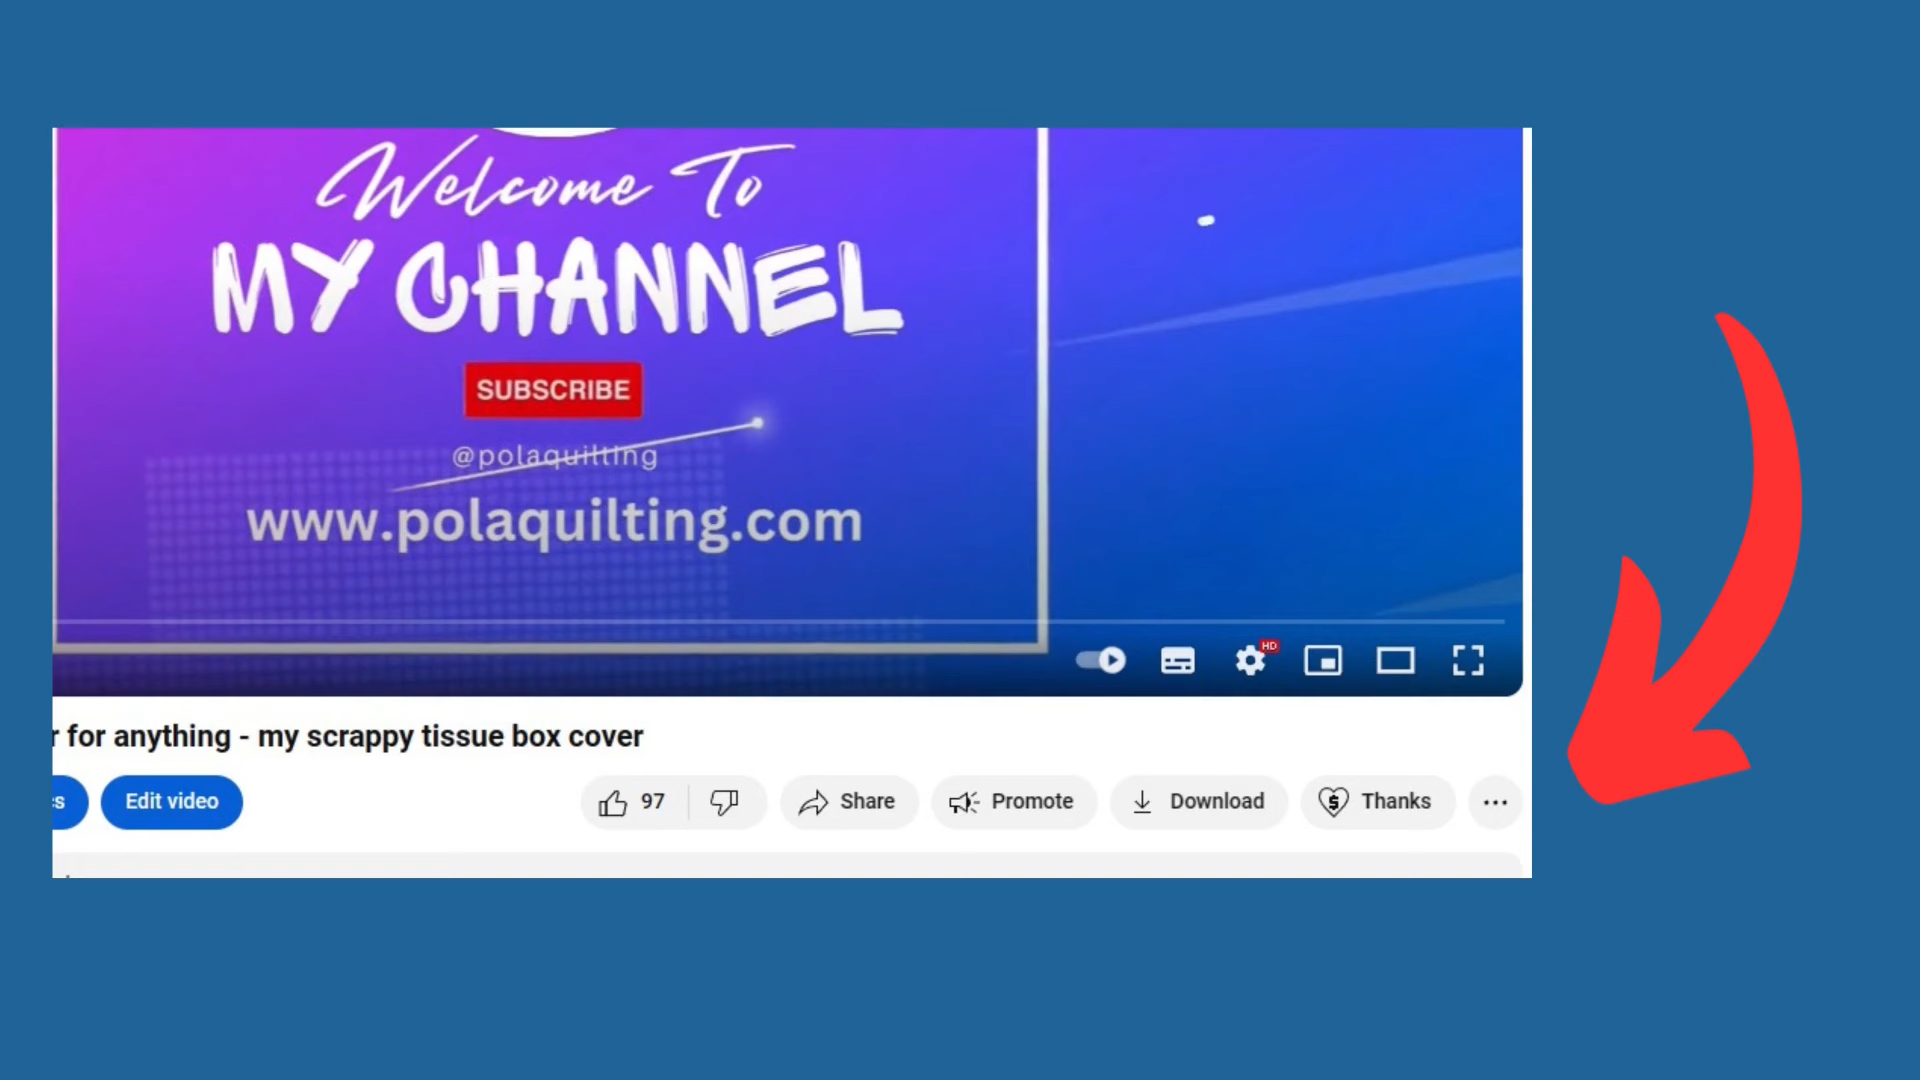 Welcome To
MY CHANNEL
SUBSCRIBE
@polaquilting
www.polaquilting.com
HD
for anything - my scrappy tissue box cover
Edit video
97
Share
Promote
Download
Thanks